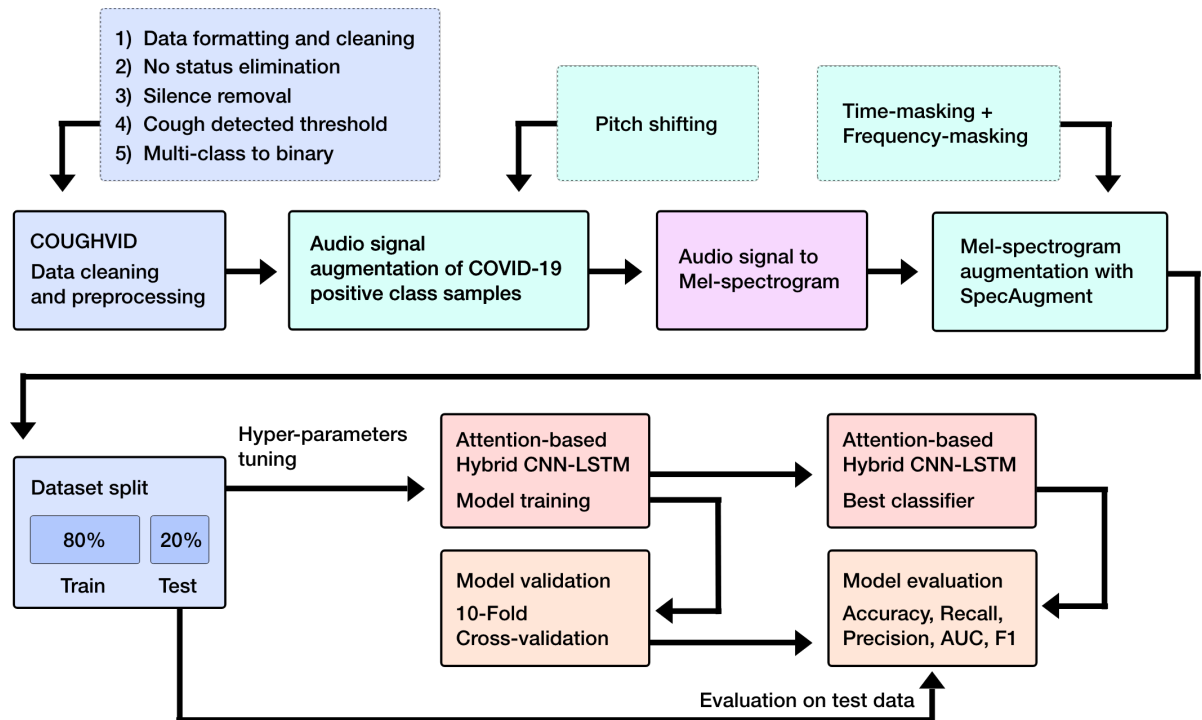 1) Data formatting and cleaning
2) No status elimination
3) Silence removal
4) Cough detected threshold
5) Multi-class to binary
Pitch shifting
Time-masking +
Frequency-masking
COUGHVID
Data cleaning
and preprocessing
Audio signal
augmentation of COVID-19
positive class samples
Audio signal to
Mel-spectrogram
Mel-spectrogram
augmentation with
SpecAugment
Dataset split
80%
20%
Train
Test
Hyper-parameters
tuning
Attention-based
Hybrid CNN-LSTM
Model training
Attention-based
Hybrid CNN-LSTM
Best classifier
Model validation
10-Fold
Cross-validation
Model evaluation
Accuracy, Recall,
Precision, AUC, F1
Evaluation on test data